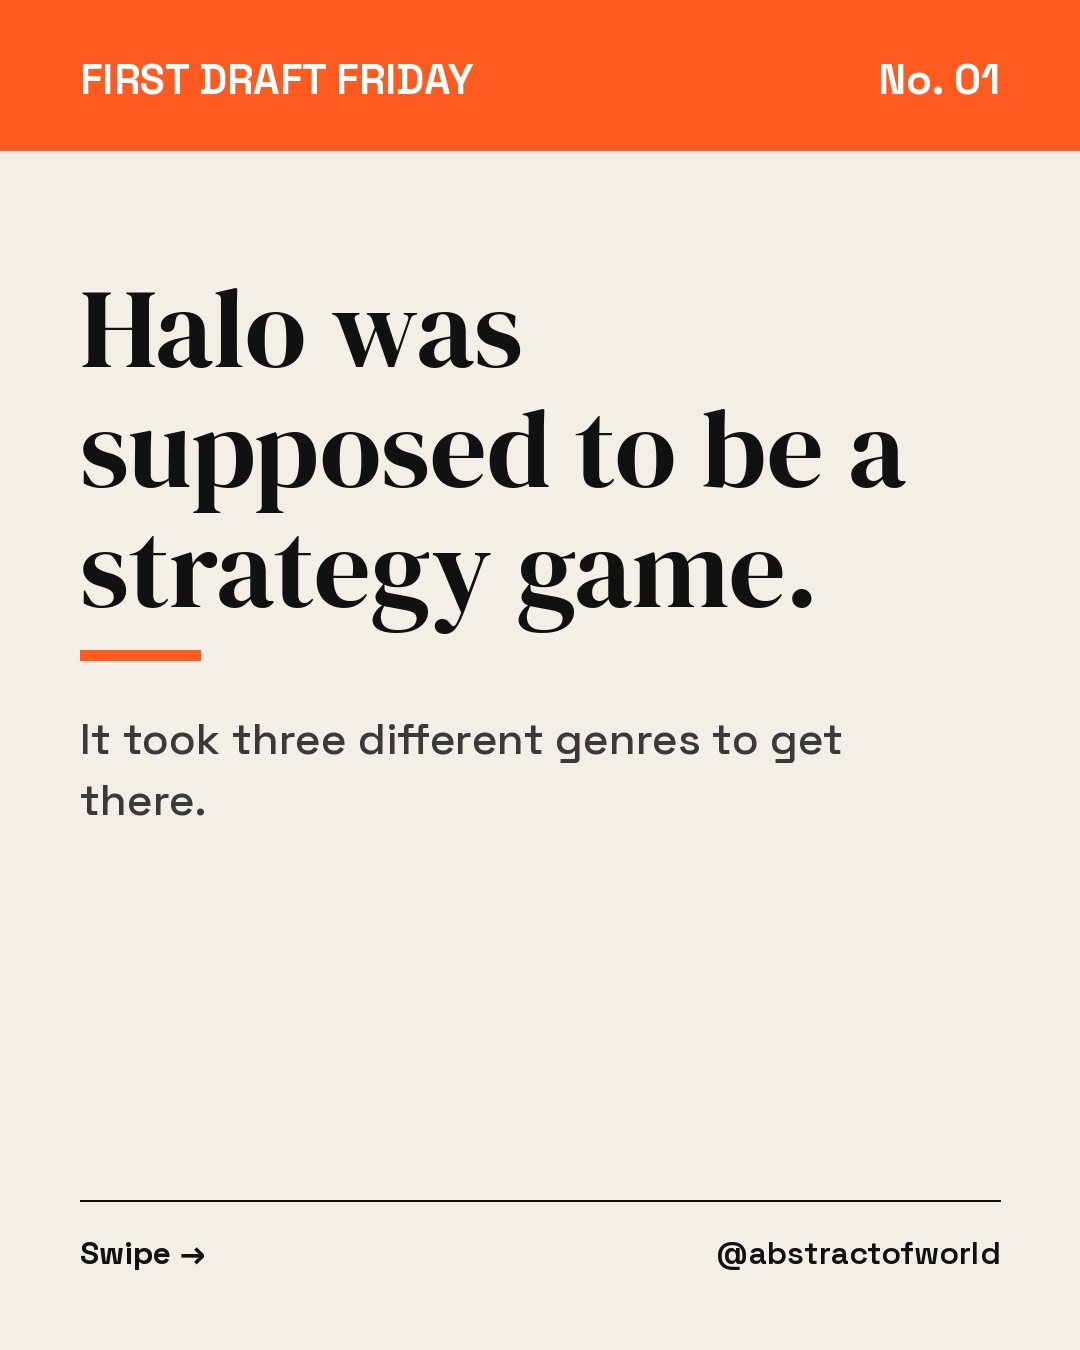 FIRST DRAFT FRIDAY No. 01
Halo was
supposed to be a
strategy game.
It took three different genres to get
there.
Swipe → @abstractofworld